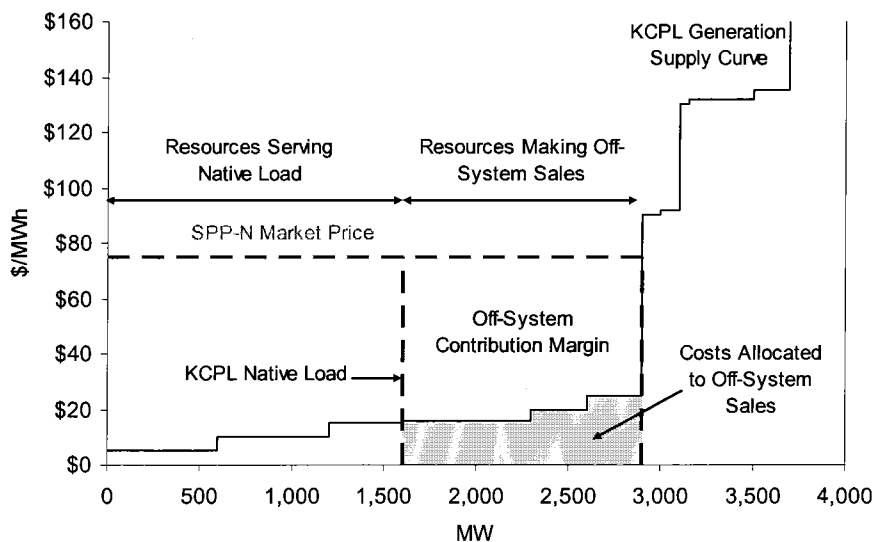 $160
$140
$120
$100
$80
$60
$40
$20
$0
$/MWh
KCPL Generation
Supply Curve
Resources Serving
Native Load
Resources Making Off-
System Sales
SPP-N Market Price
Off-System
Contribution Margin
KCPL Native Load
Costs Allocated
to Off-System
Sales
0
500
1,000
1,500
2,000
2,500
3,000
3,500
4,000
MW